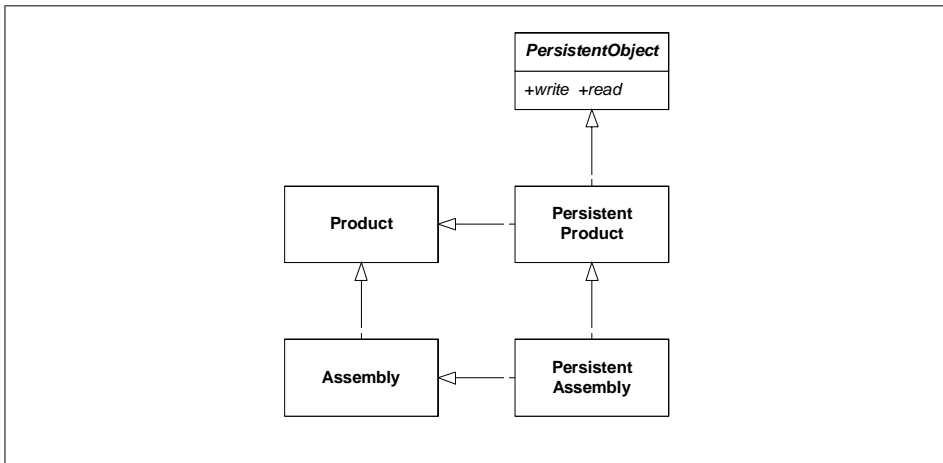 PersistentObject
+write +read
Product
Persistent
Product
Assembly
Persistent
Assembly